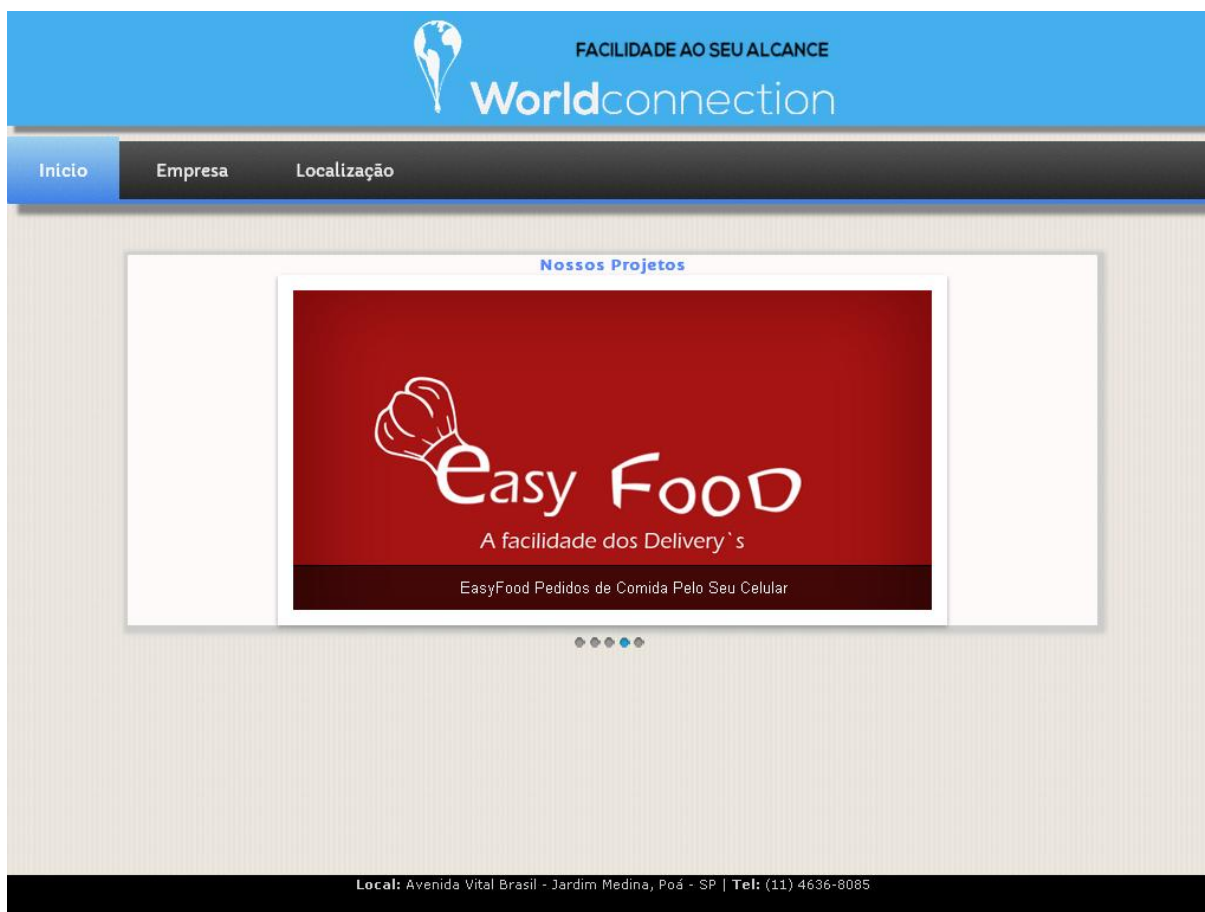 FACILIDADE AO SEU ALCANCE
Worldconnection
Inicio Empresa Localização
Nossos Projetos
easy FooD
A facilidade dos Delivery`s
EasyFood Pedidos de Comida Pelo Seu Celular
Local: Avenida Vital Brasil - Jardim Medina, Poá - SP | Tel: (11) 4636-8085